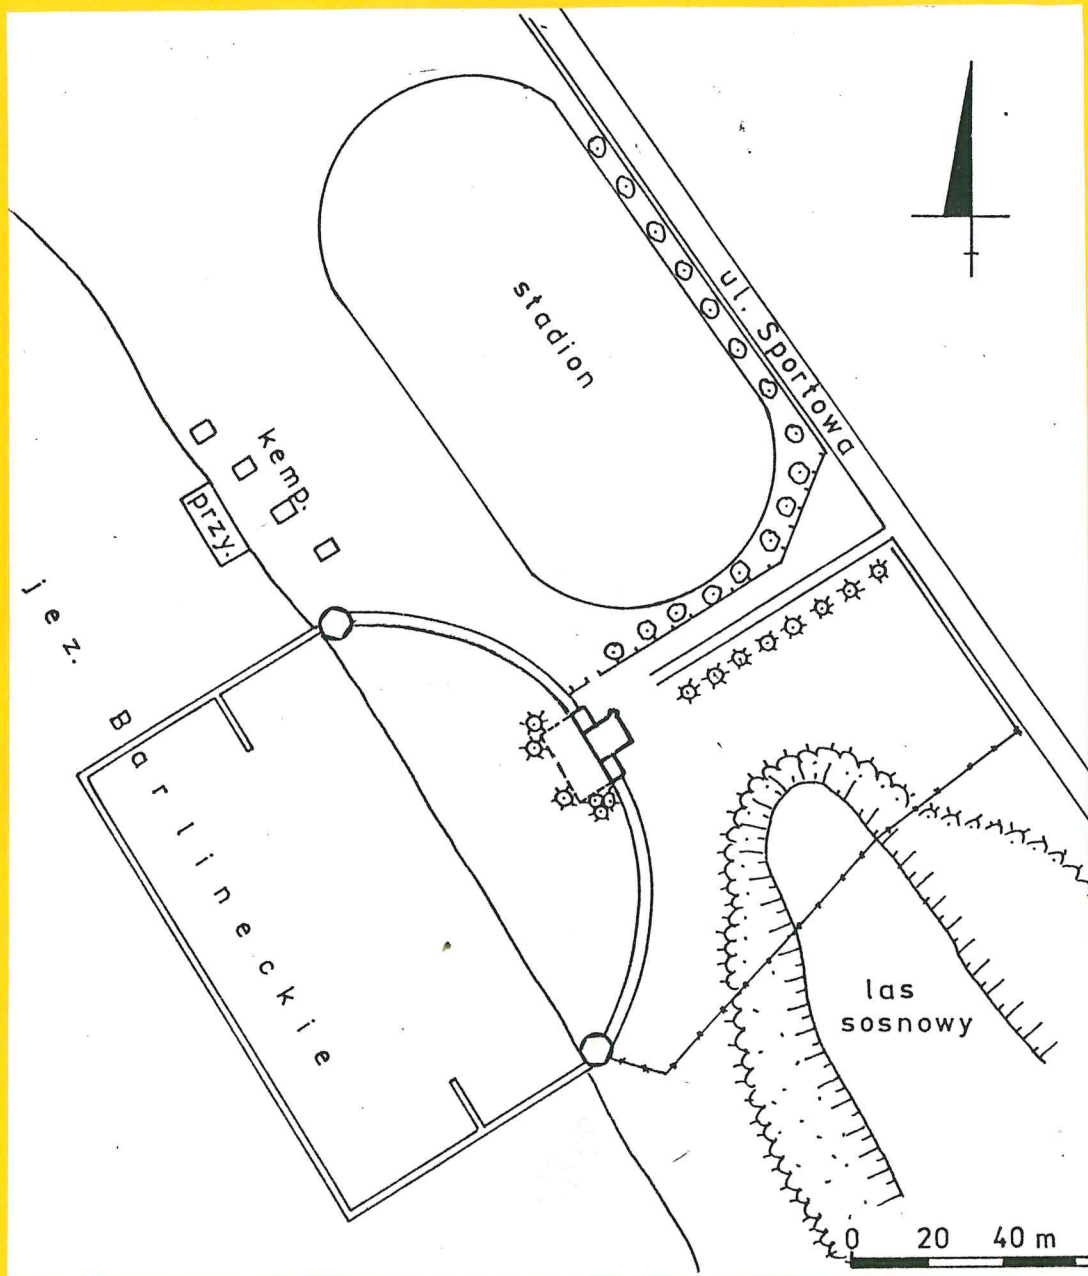 stadion
ul. Sportowa
kemp.
przy.
jez. Barlineckie
las
sosnowy
0 20 40 m